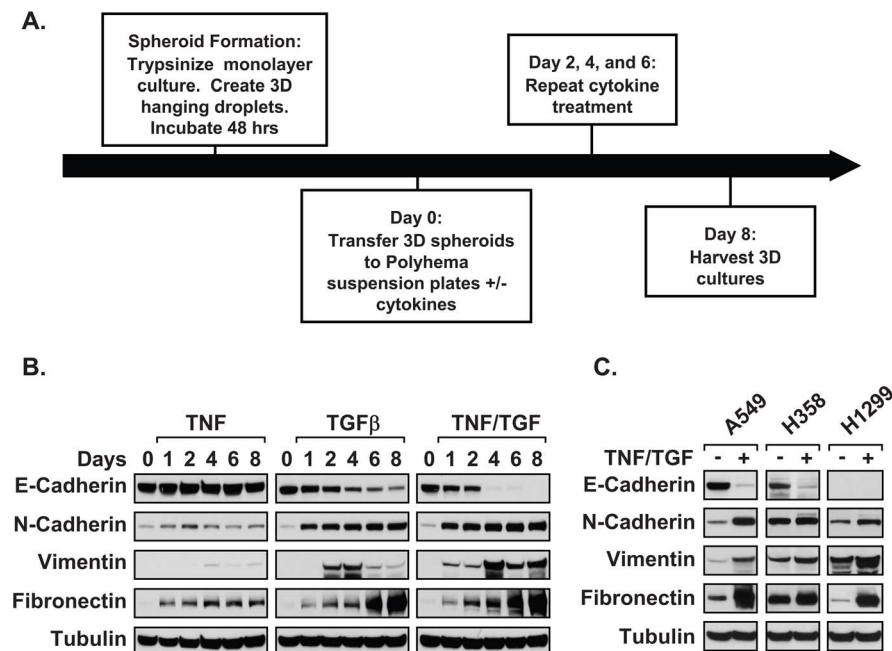 A.
Spheroid Formation:
Trypsinize monolayer
culture. Create 3D
hanging droplets.
Incubate 48 hrs
Day 2, 4, and 6:
Repeat cytokine
treatment
Day 0:
Transfer 3D spheroids
to Polyhema
suspension plates +/-
cytokines
Day 8:
Harvest 3D
cultures
B.
TNF TGFβ TNF/TGF
Days 0 1 2 4 6 8 0 1 2 4 6 8 0 1 2 4 6 8
E-Cadherin
N-Cadherin
Vimentin
Fibronectin
Tubulin
C.
A549 H358 H1299
TNF/TGF - + - + - +
E-Cadherin
N-Cadherin
Vimentin
Fibronectin
Tubulin